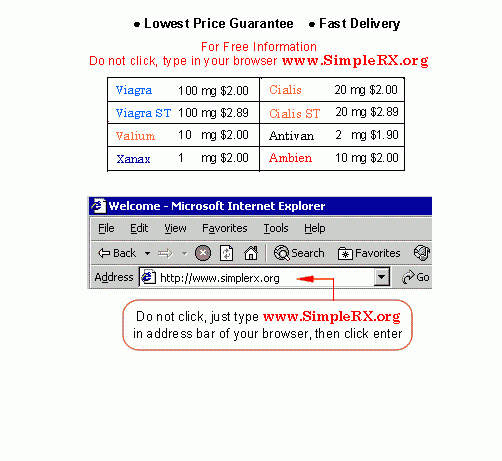 ● Lowest Price Guarantee ● Fast Delivery
For Free Information
Do not click, type in your browser www.SimpleRX.org
Viagra 100 mg $2.00 Cialis 20 mg $2.00
Viagra ST 100 mg $2.89 Cialis ST 20 mg $2.89
Valium 10 mg $2.00 Antivan 2 mg $1.90
Xanax 1 mg $2.00 Ambien 10 mg $2.00
Welcome - Microsoft Internet Explorer
File Edit View Favorites Tools Help
Back Search Favorites
Address http://www.simplerx.org Go
Do not click, just type www.SimpleRX.org
in address bar of your browser, then click enter